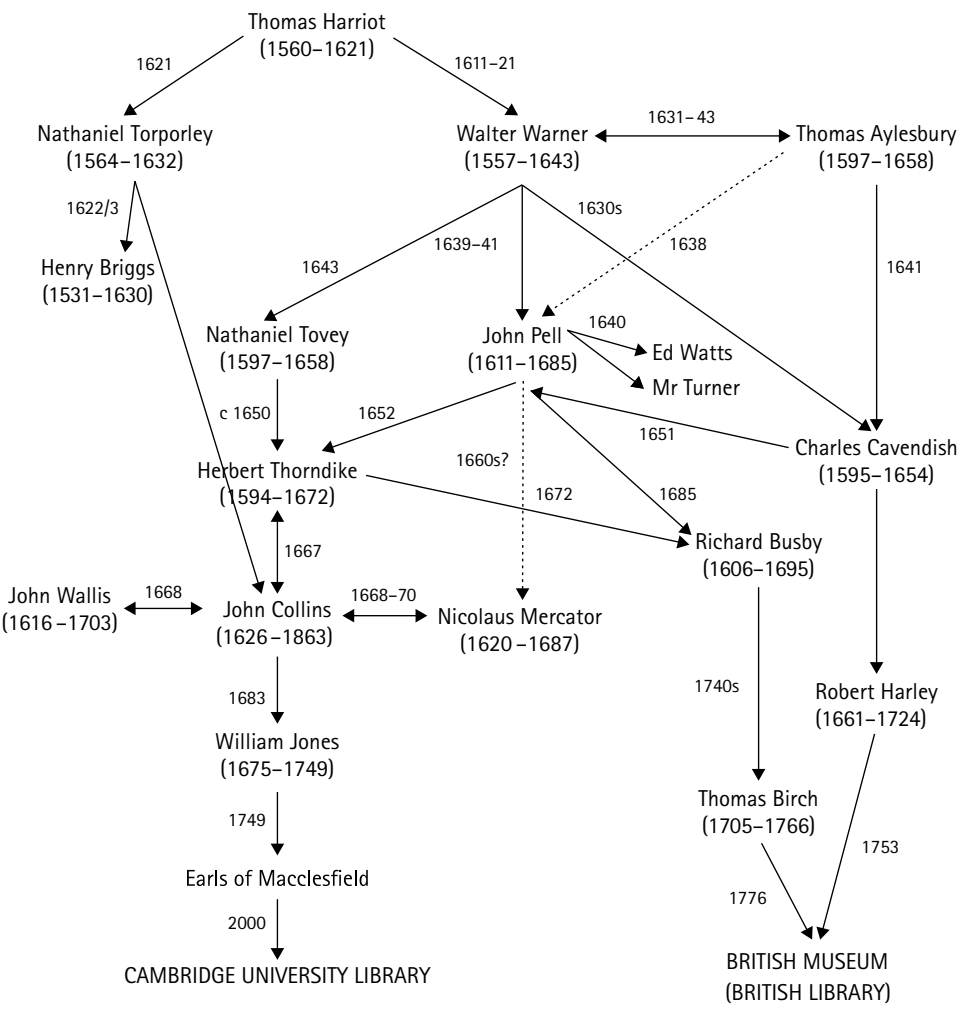 Thomas Harriot
(1560–1621)
1621
1611–21
Nathaniel Torporley
(1564–1632)
Walter Warner
(1557–1643)
1631–43
Thomas Aylesbury
(1597–1658)
1622/3
1630s
1639–41
1638
1643
1641
Henry Briggs
(1531–1630)
Nathaniel Tovey
(1597–1658)
John Pell
(1611–1685)
1640
Ed Watts
Mr Turner
c 1650
1652
1651
Charles Cavendish
(1595–1654)
1660s?
Herbert Thorndike
(1594–1672)
1672
1685
Richard Busby
(1606–1695)
1667
John Wallis
(1616–1703)
1668
John Collins
(1626–1863)
1668–70
Nicolaus Mercator
(1620–1687)
1683
1740s
Robert Harley
(1661–1724)
William Jones
(1675–1749)
Thomas Birch
(1705–1766)
1749
1753
Earls of Macclesfield
1776
2000
CAMBRIDGE UNIVERSITY LIBRARY
BRITISH MUSEUM
(BRITISH LIBRARY)